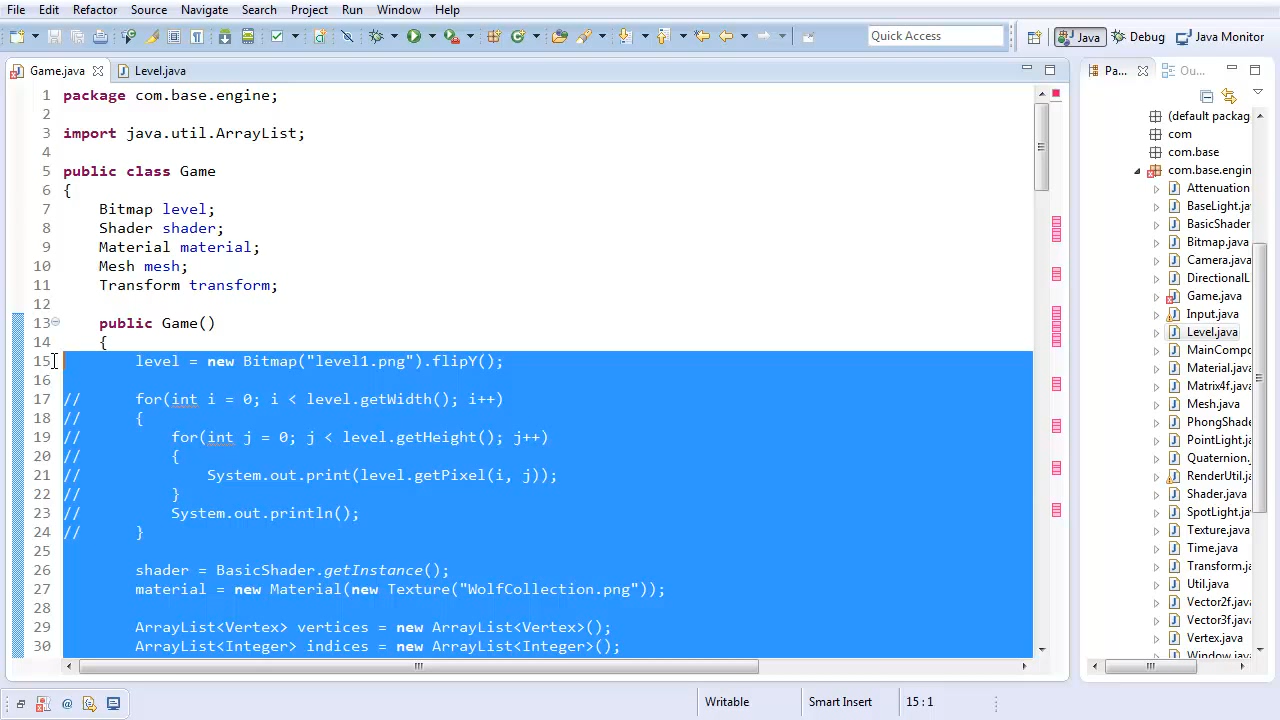 File Edit Refactor Source Navigate Search Project Run Window Help
Quick Access
Java
Debug
Java Monitor
Game.java
Level.java
Pa...
Ou...
1 package com.base.engine;
2
3 import java.util.ArrayList;
4
5 public class Game
6 {
7 Bitmap level;
8 Shader shader;
9 Material material;
10 Mesh mesh;
11 Transform transform;
12
13 public Game()
14 {
15 level = new Bitmap("level1.png").flipY();
16
17 // for(int i = 0; i < level.getWidth(); i++)
18 // {
19 // for(int j = 0; j < level.getHeight(); j++)
20 // {
21 // System.out.print(level.getPixel(i, j));
22 // }
23 // System.out.println();
24 // }
25
26 shader = BasicShader.getInstance();
27 material = new Material(new Texture("WolfCollection.png"));
28
29 ArrayList<Vertex> vertices = new ArrayList<Vertex>();
30 ArrayList<Integer> indices = new ArrayList<Integer>();
(default packag
com
com.base
com.base.engin
Attenuation
BaseLight.jav
BasicShader
Bitmap.java
Camera.java
DirectionalL
Game.java
Input.java
Level.java
MainCompo
Material.java
Matrix4f.java
Mesh.java
PhongShade
PointLight.ja
Quaternion.
RenderUtil.ja
Shader.java
SpotLight.ja
Texture.java
Time.java
Transform.ja
Util.java
Vector2f.java
Vector3f.java
Vertex.java
Window.java
Writable
Smart Insert
15 : 1